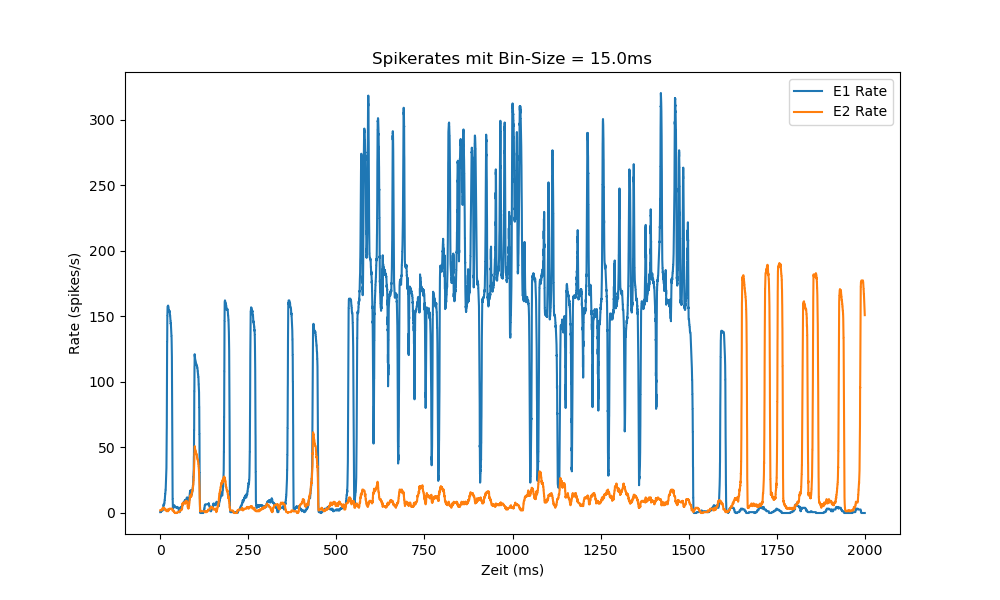 Spikerates mit Bin-Size = 15.0ms
E1 Rate
E2 Rate
Rate (spikes/s)
300
250
200
150
100
50
0
0 250 500 750 1000 1250 1500 1750 2000
Zeit (ms)